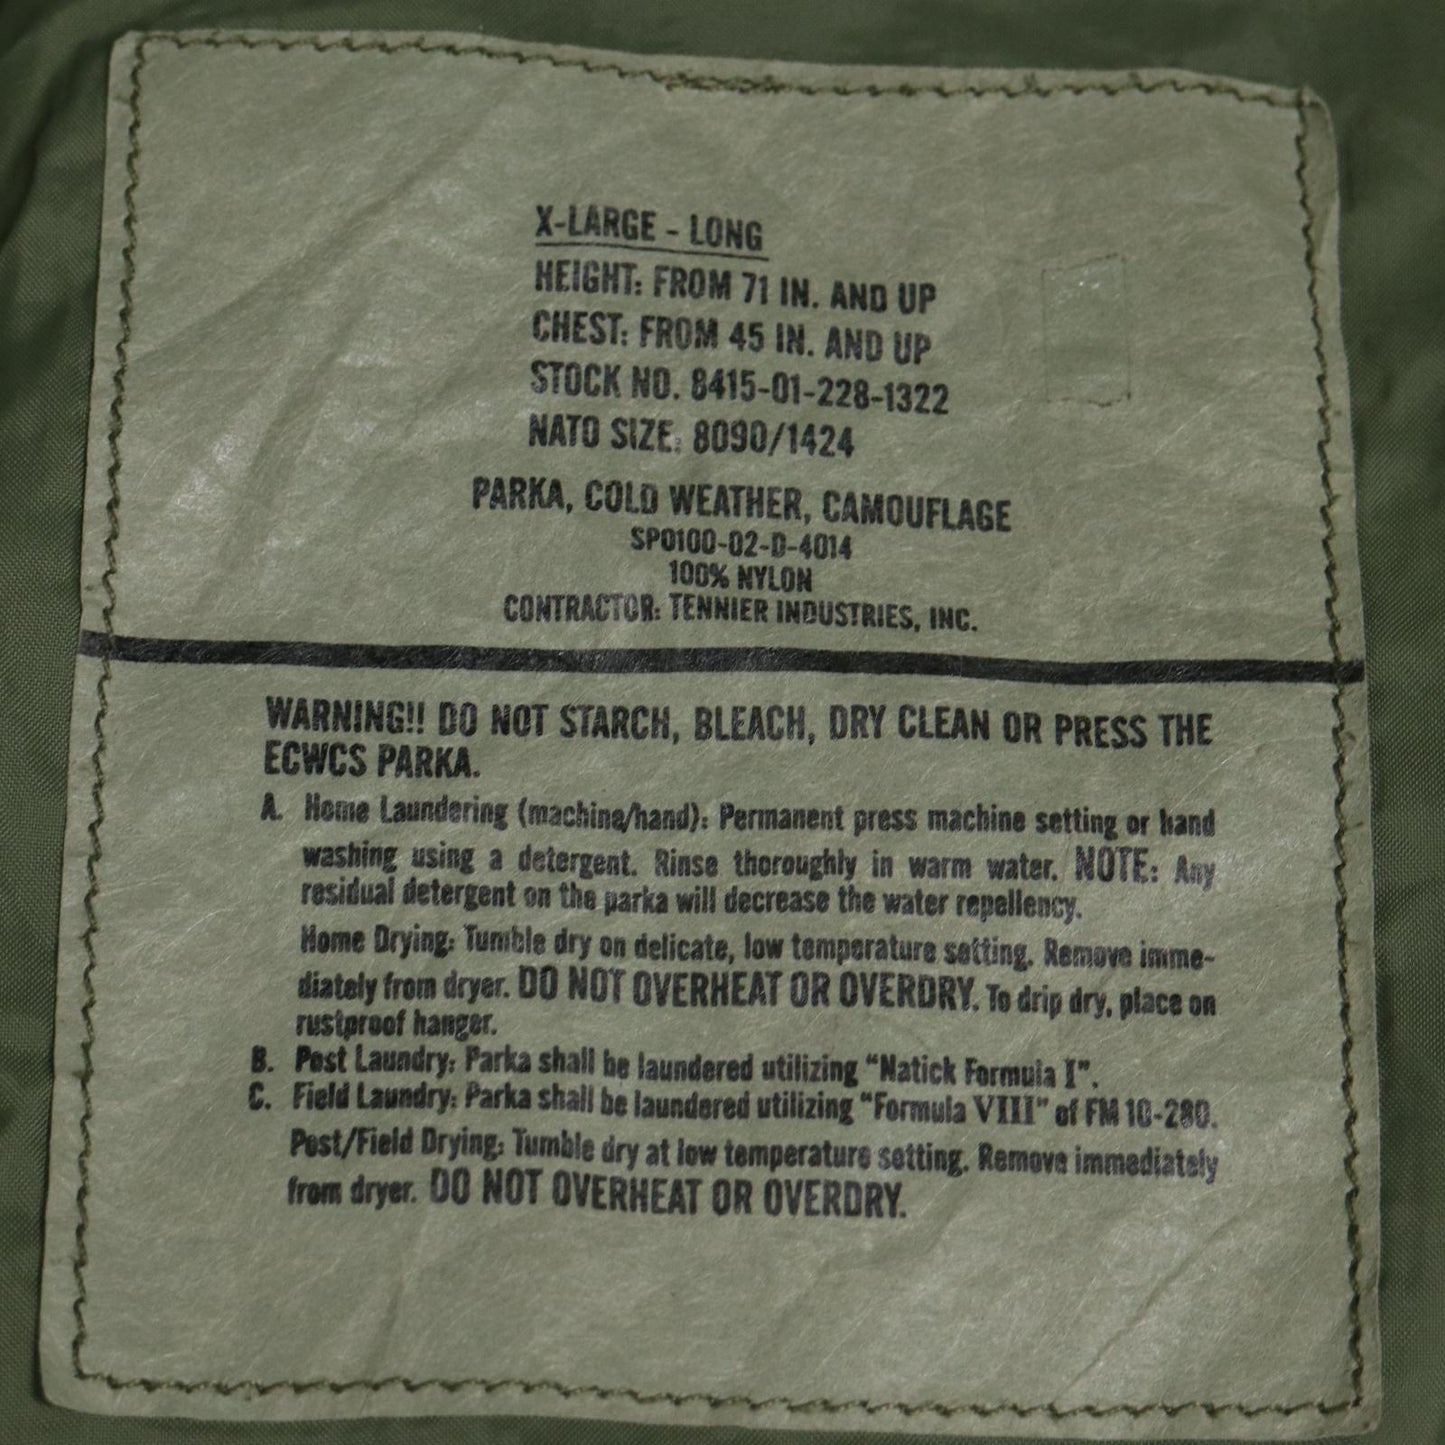 X-LARGE - LONG
HEIGHT: FROM 71 IN. AND UP
CHEST: FROM 45 IN. AND UP
STOCK NO. 8415-01-228-1322
NATO SIZE: 8090/1424
PARKA, COLD WEATHER, CAMOUFLAGE
SP0100-02-D-4014
100% NYLON
CONTRACTOR: TENNIER INDUSTRIES, INC.
WARNING!! DO NOT STARCH, BLEACH, DRY CLEAN OR PRESS THE
ECWCS PARKA.
A. Home Laundering (machine/hand): Permanent press machine setting or hand
washing using a detergent. Rinse thoroughly in warm water. NOTE: Any
residual detergent on the parka will decrease the water repellency.
Home Drying: Tumble dry on delicate, low temperature setting. Remove imme-
diately from dryer. DO NOT OVERHEAT OR OVERDRY. To drip dry, place on
rustproof hanger.
B. Post Laundry: Parka shall be laundered utilizing "Natick Formula I".
C. Field Laundry: Parka shall be laundered utilizing "Formula VIII" of FM 10-280.
Post/Field Drying: Tumble dry at low temperature setting. Remove immediately
from dryer. DO NOT OVERHEAT OR OVERDRY.